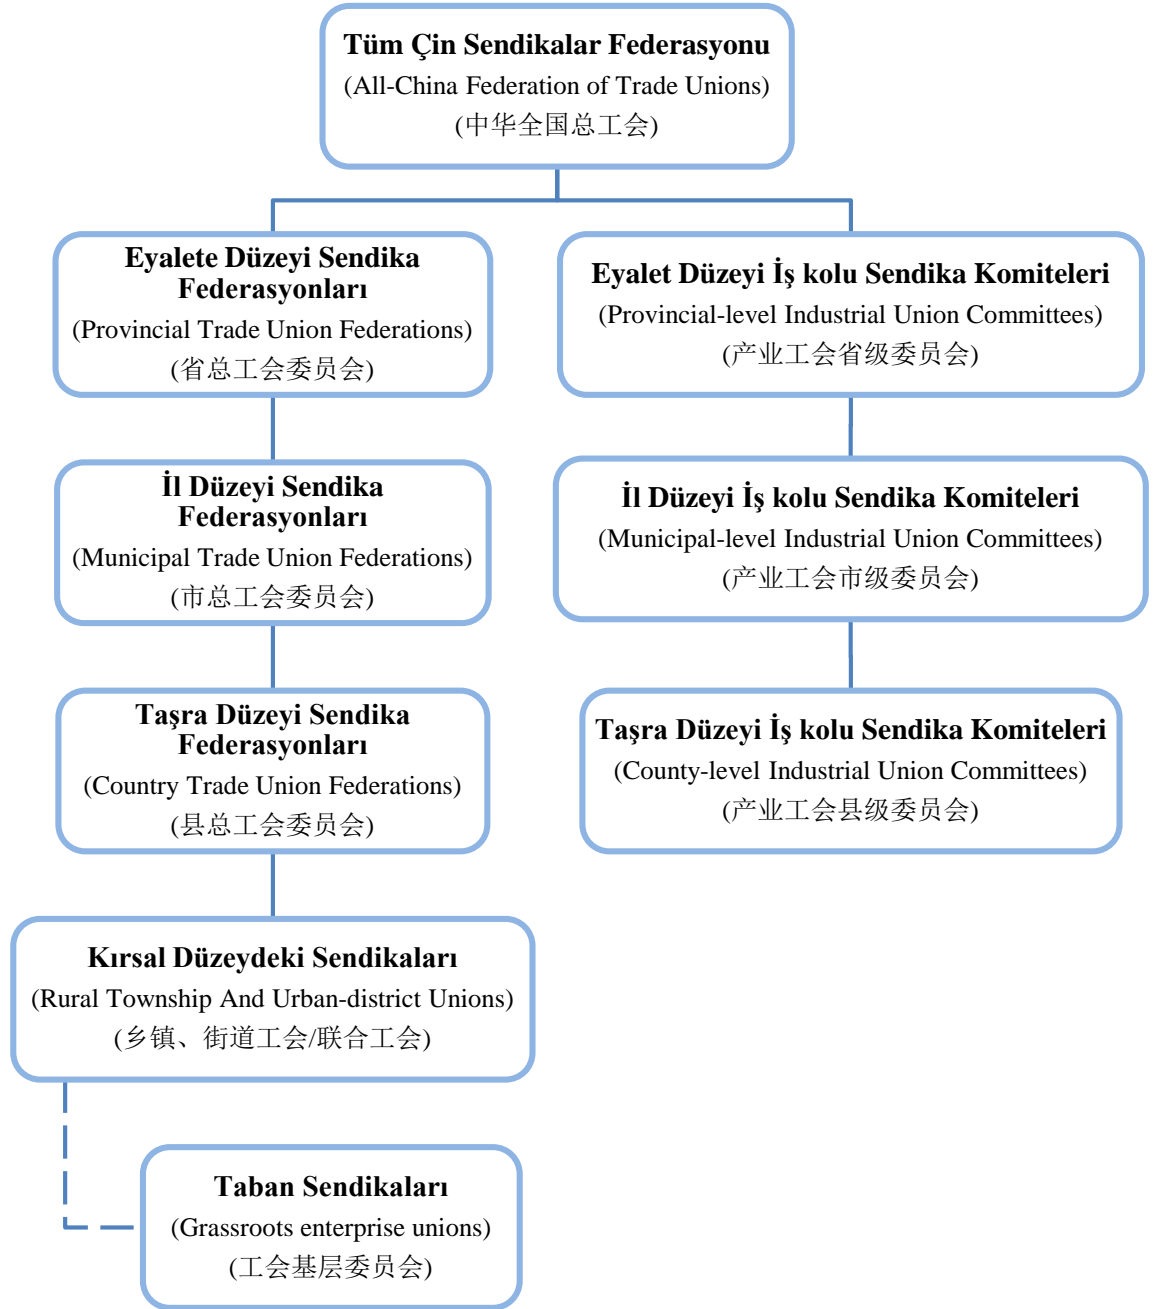 Tüm Çin Sendikalar Federasyonu
(All-China Federation of Trade Unions)
(中华全国总工会)
Eyalete Düzeyi Sendika
Federasyonları
(Provincial Trade Union Federations)
(省总工会委员会)
Eyalet Düzeyi İş kolu Sendika Komiteleri
(Provincial-level Industrial Union Committees)
(产业工会省级委员会)
İl Düzeyi Sendika
Federasyonları
(Municipal Trade Union Federations)
(市总工会委员会)
İl Düzeyi İş kolu Sendika Komiteleri
(Municipal-level Industrial Union Committees)
(产业工会市级委员会)
Taşra Düzeyi Sendika
Federasyonları
(Country Trade Union Federations)
(县总工会委员会)
Taşra Düzeyi İş kolu Sendika Komiteleri
(County-level Industrial Union Committees)
(产业工会县级委员会)
Kırsal Düzeydeki Sendikaları
(Rural Township And Urban-district Unions)
(乡镇、街道工会/联合工会)
Taban Sendikaları
(Grassroots enterprise unions)
(工会基层委员会)